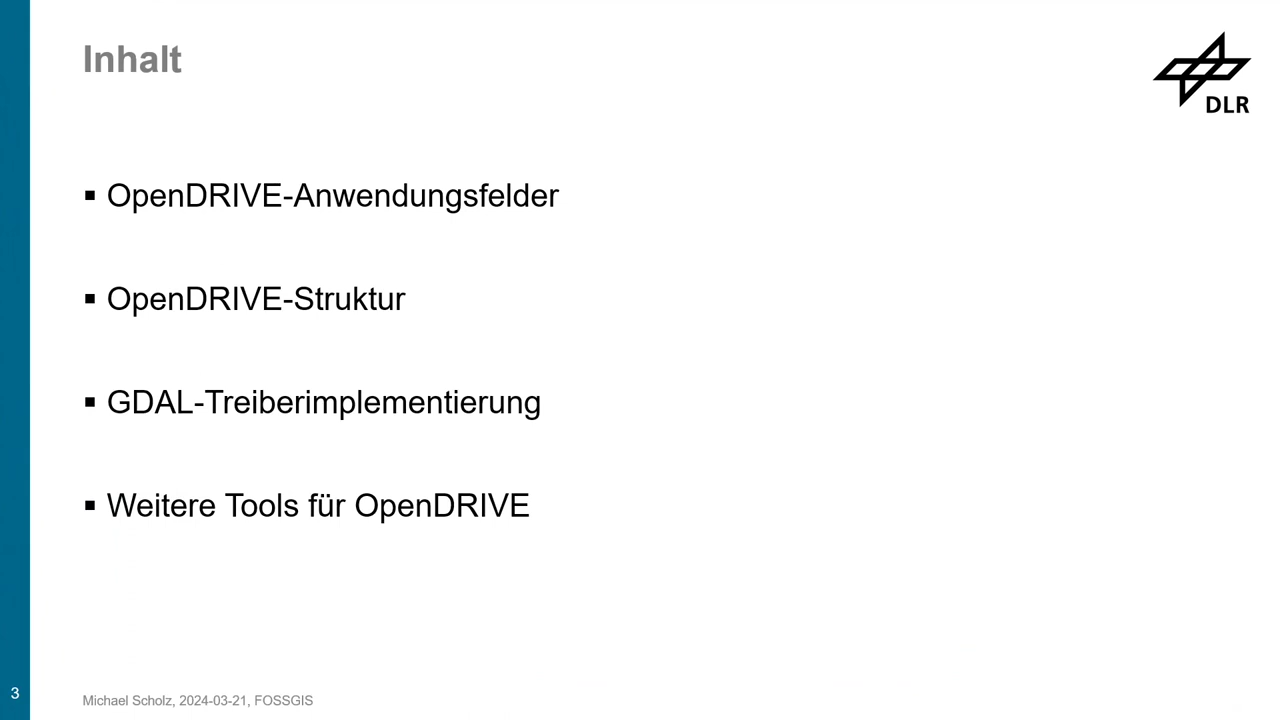 Inhalt
DLR
▪ OpenDRIVE-Anwendungsfelder
▪ OpenDRIVE-Struktur
▪ GDAL-Treiberimplementierung
▪ Weitere Tools für OpenDRIVE
3
Michael Scholz, 2024-03-21, FOSSGIS